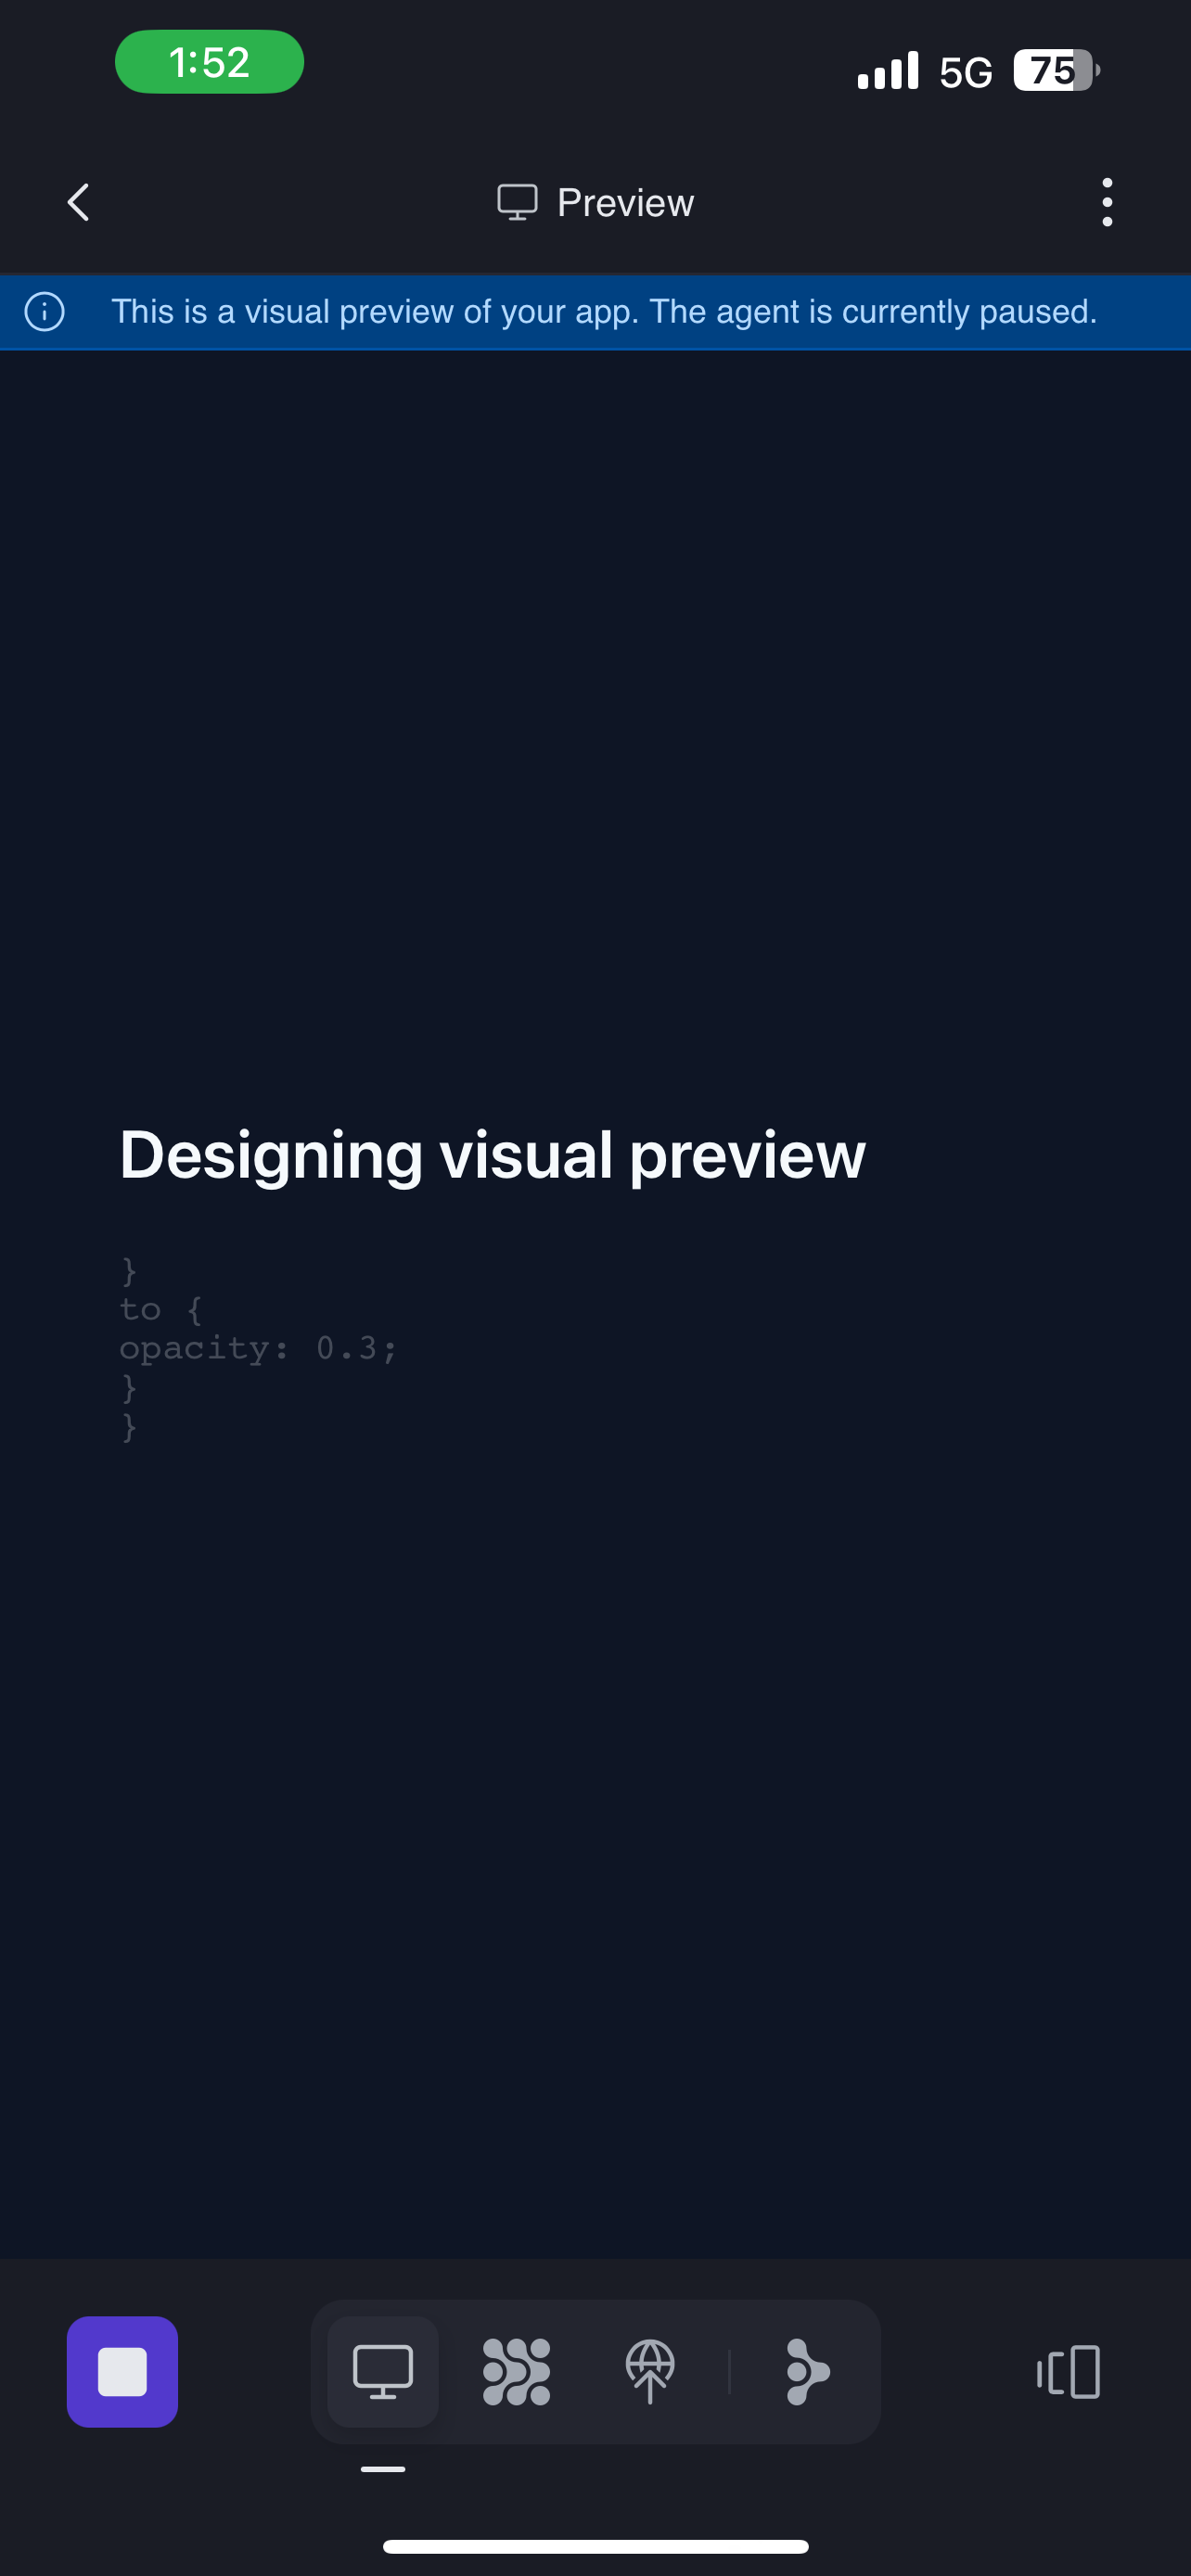 1:52
5G
75
Preview
This is a visual preview of your app. The agent is currently paused.
Designing visual preview
}
to {
opacity: 0.3;
}
}